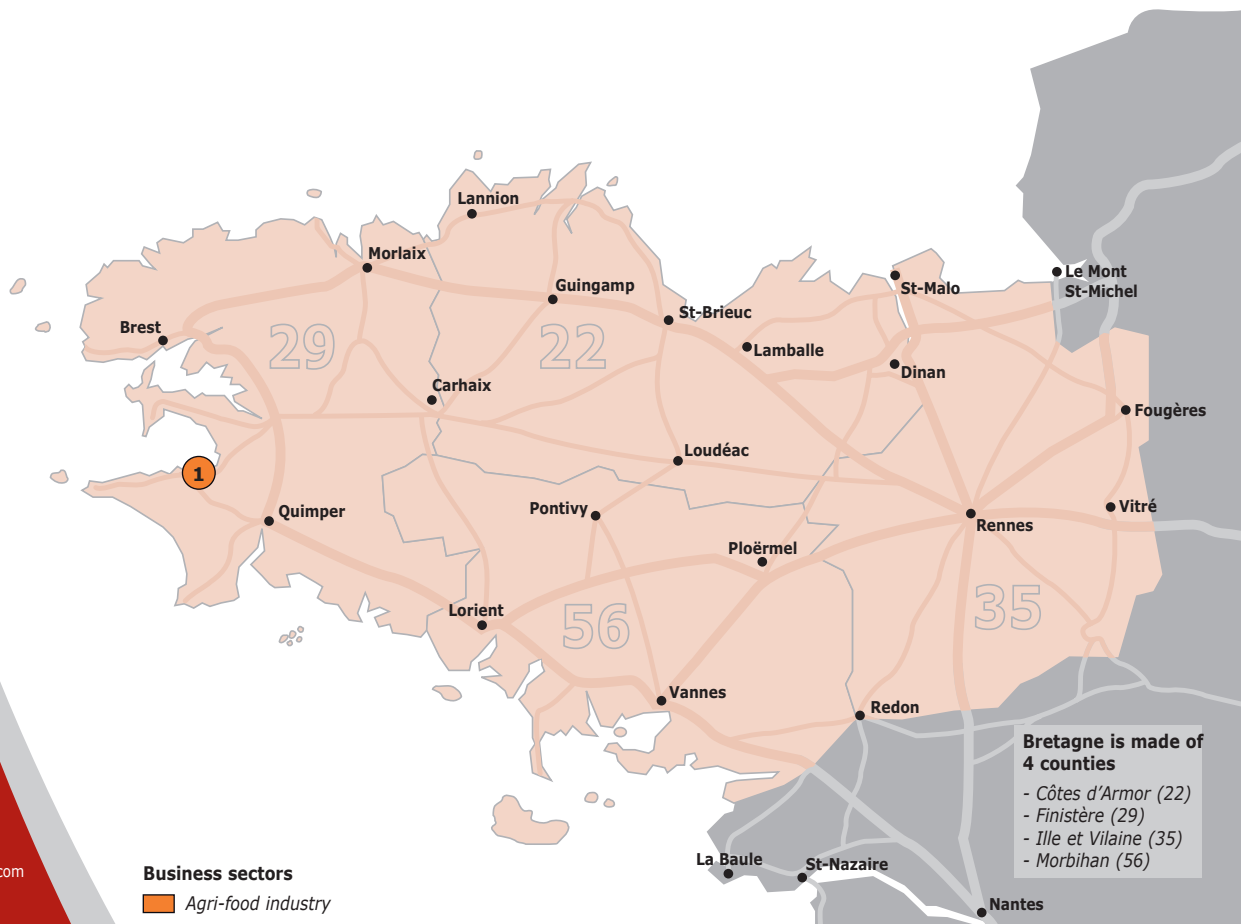 Lannion
Morlaix
Guingamp
St-Brieuc
St-Malo
Le Mont
St-Michel
Brest
29
22
Lamballe
Dinan
Carhaix
Fougères
Loudéac
1
Quimper
Pontivy
Vitré
Rennes
Ploërmel
Lorient
56
35
Vannes
Redon
Bretagne is made of
4 counties
- Côtes d'Armor (22)
- Finistère (29)
- Ille et Vilaine (35)
- Morbihan (56)
La Baule
St-Nazaire
Nantes
com
Business sectors
Agri-food industry